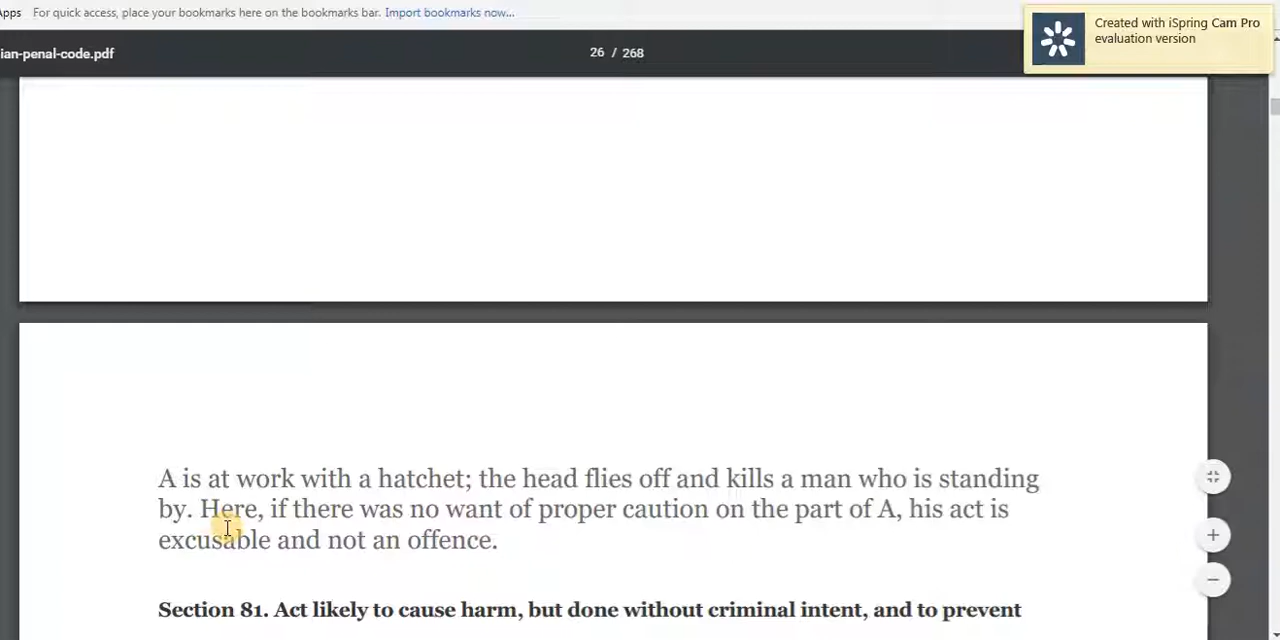 Apps For quick access, place your bookmarks here on the bookmarks bar. Import bookmarks now...
Created with iSpring Cam Pro
evaluation version
ian-penal-code.pdf 26 / 268
A is at work with a hatchet; the head flies off and kills a man who is standing
by. Here, if there was no want of proper caution on the part of A, his act is
excusable and not an offence.
Section 81. Act likely to cause harm, but done without criminal intent, and to prevent